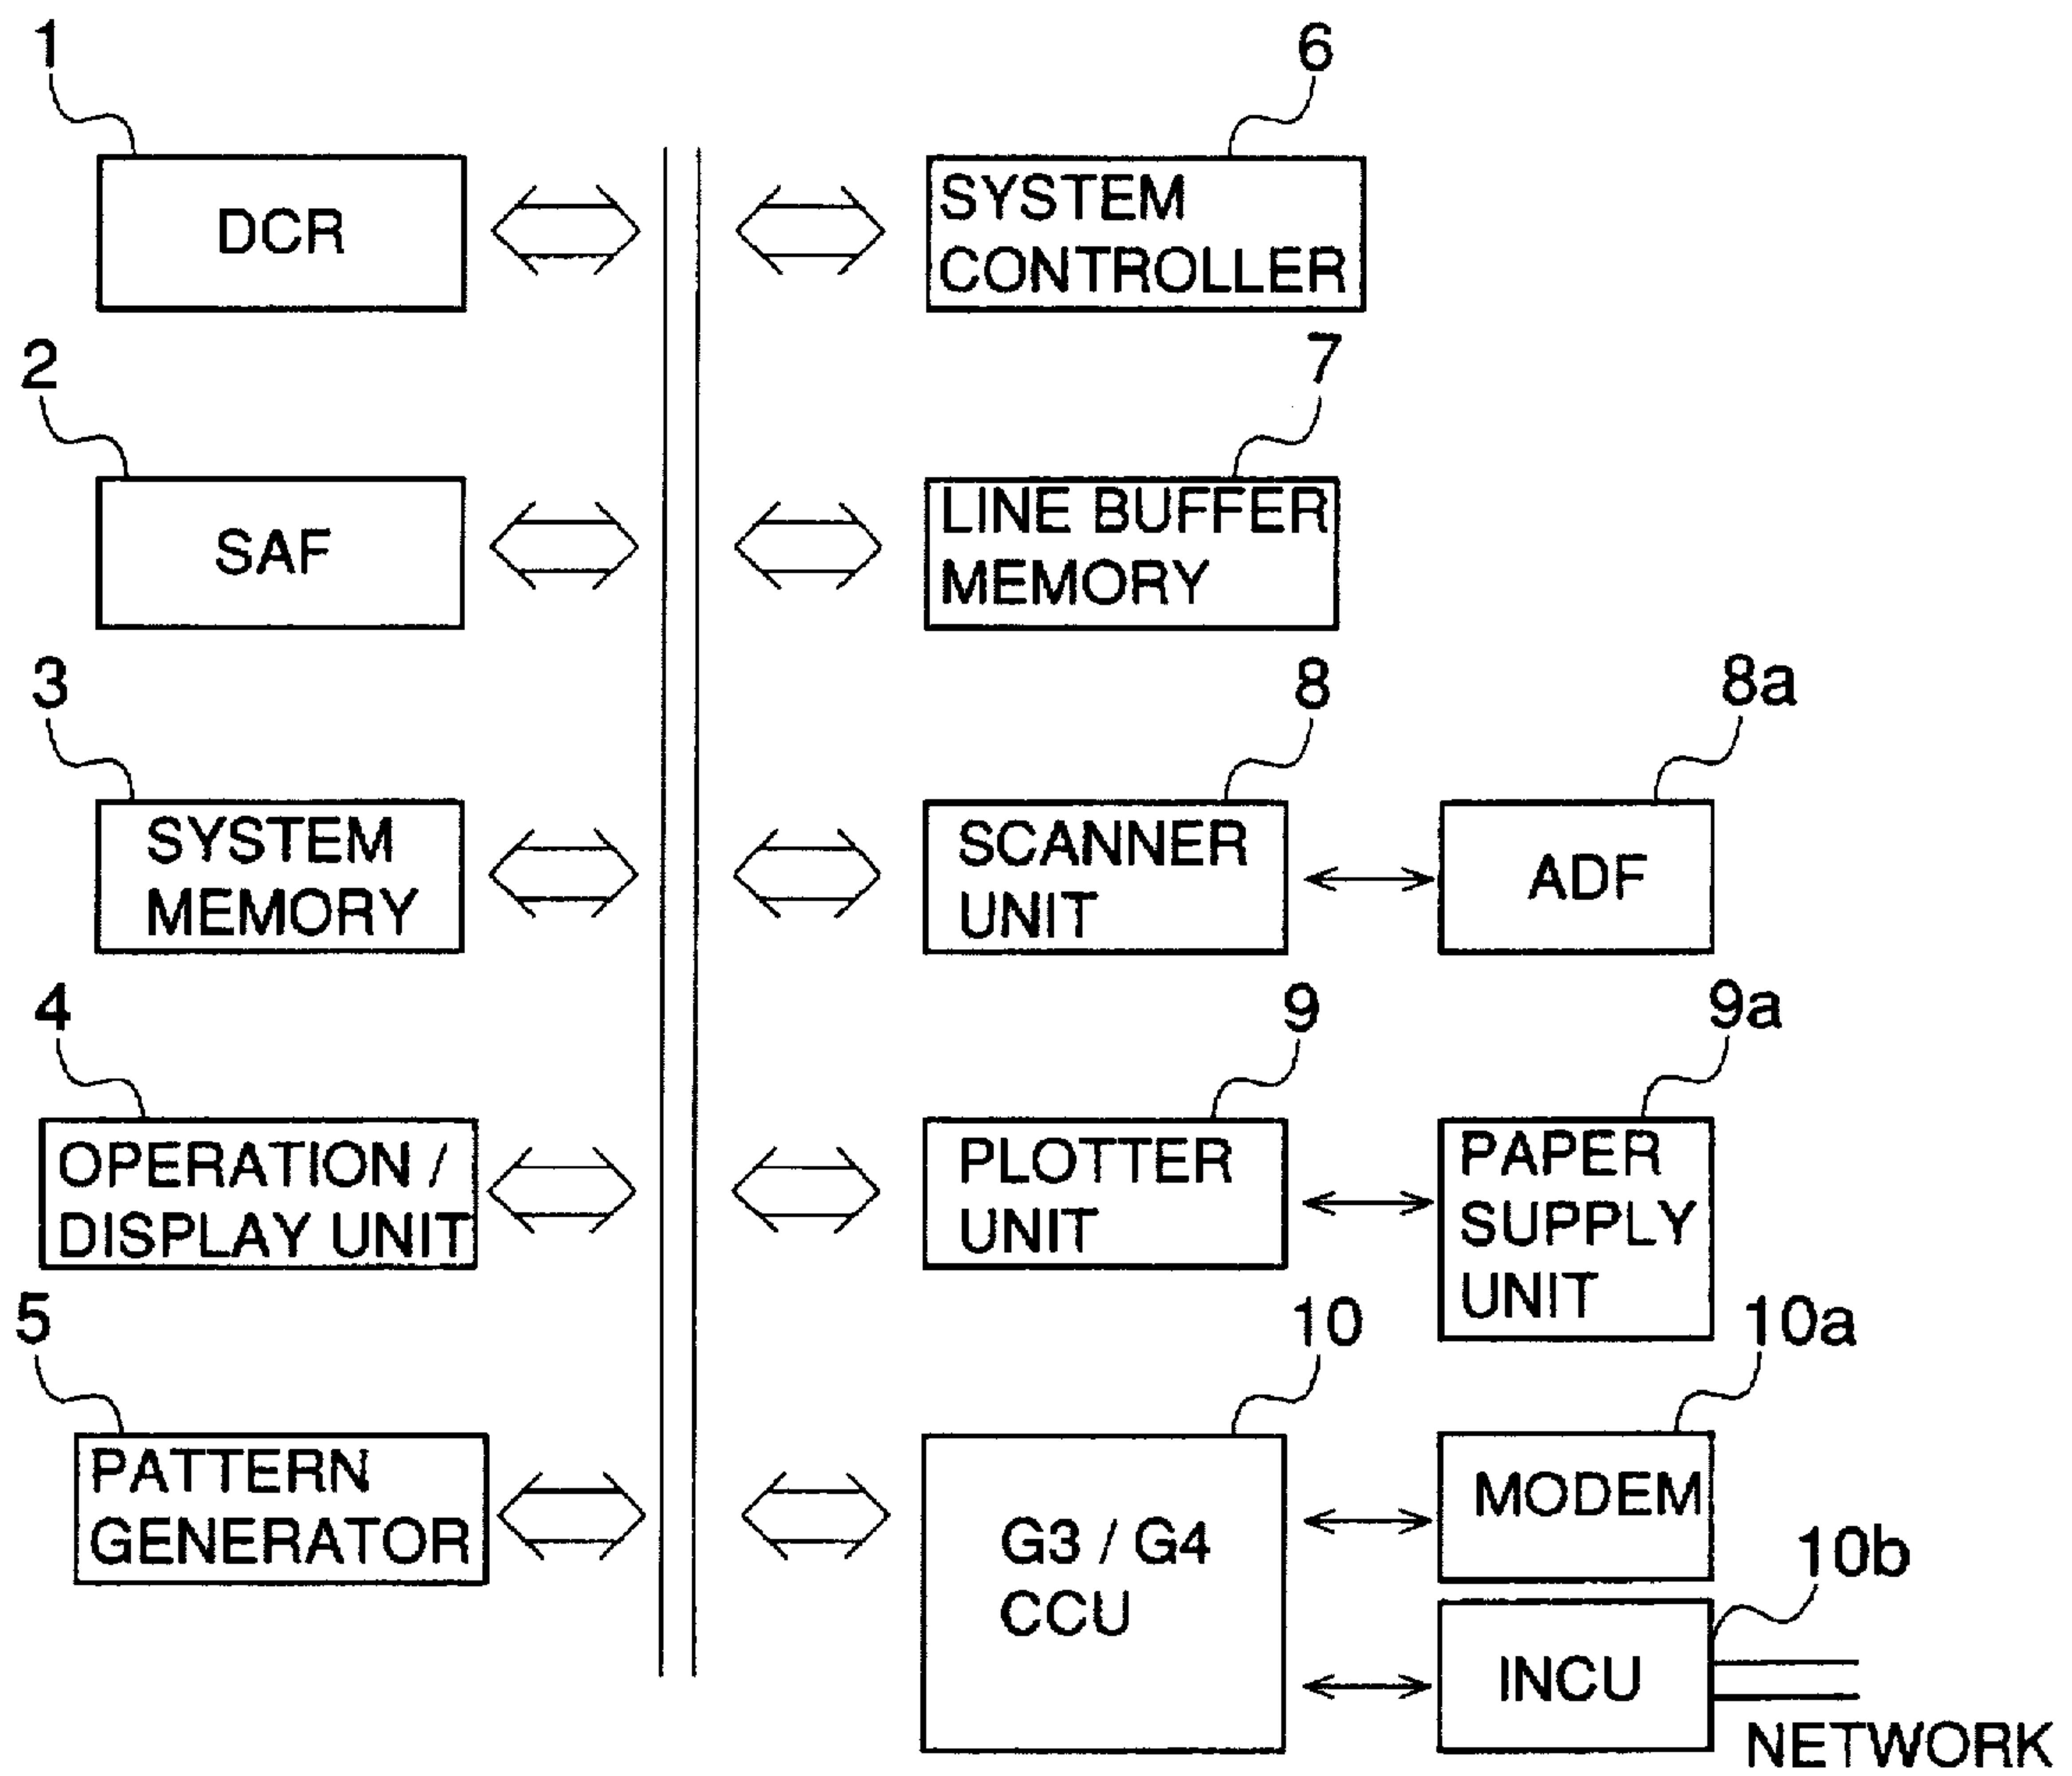 1
6
DCR
SYSTEM
CONTROLLER
2
7
SAF
LINE BUFFER
MEMORY
3
8
8a
SYSTEM
MEMORY
SCANNER
UNIT
ADF
4
9
9a
OPERATION /
DISPLAY UNIT
PLOTTER
UNIT
PAPER
SUPPLY
UNIT
5
10
10a
PATTERN
GENERATOR
G3 / G4
CCU
MODEM
10b
INCU
NETWORK